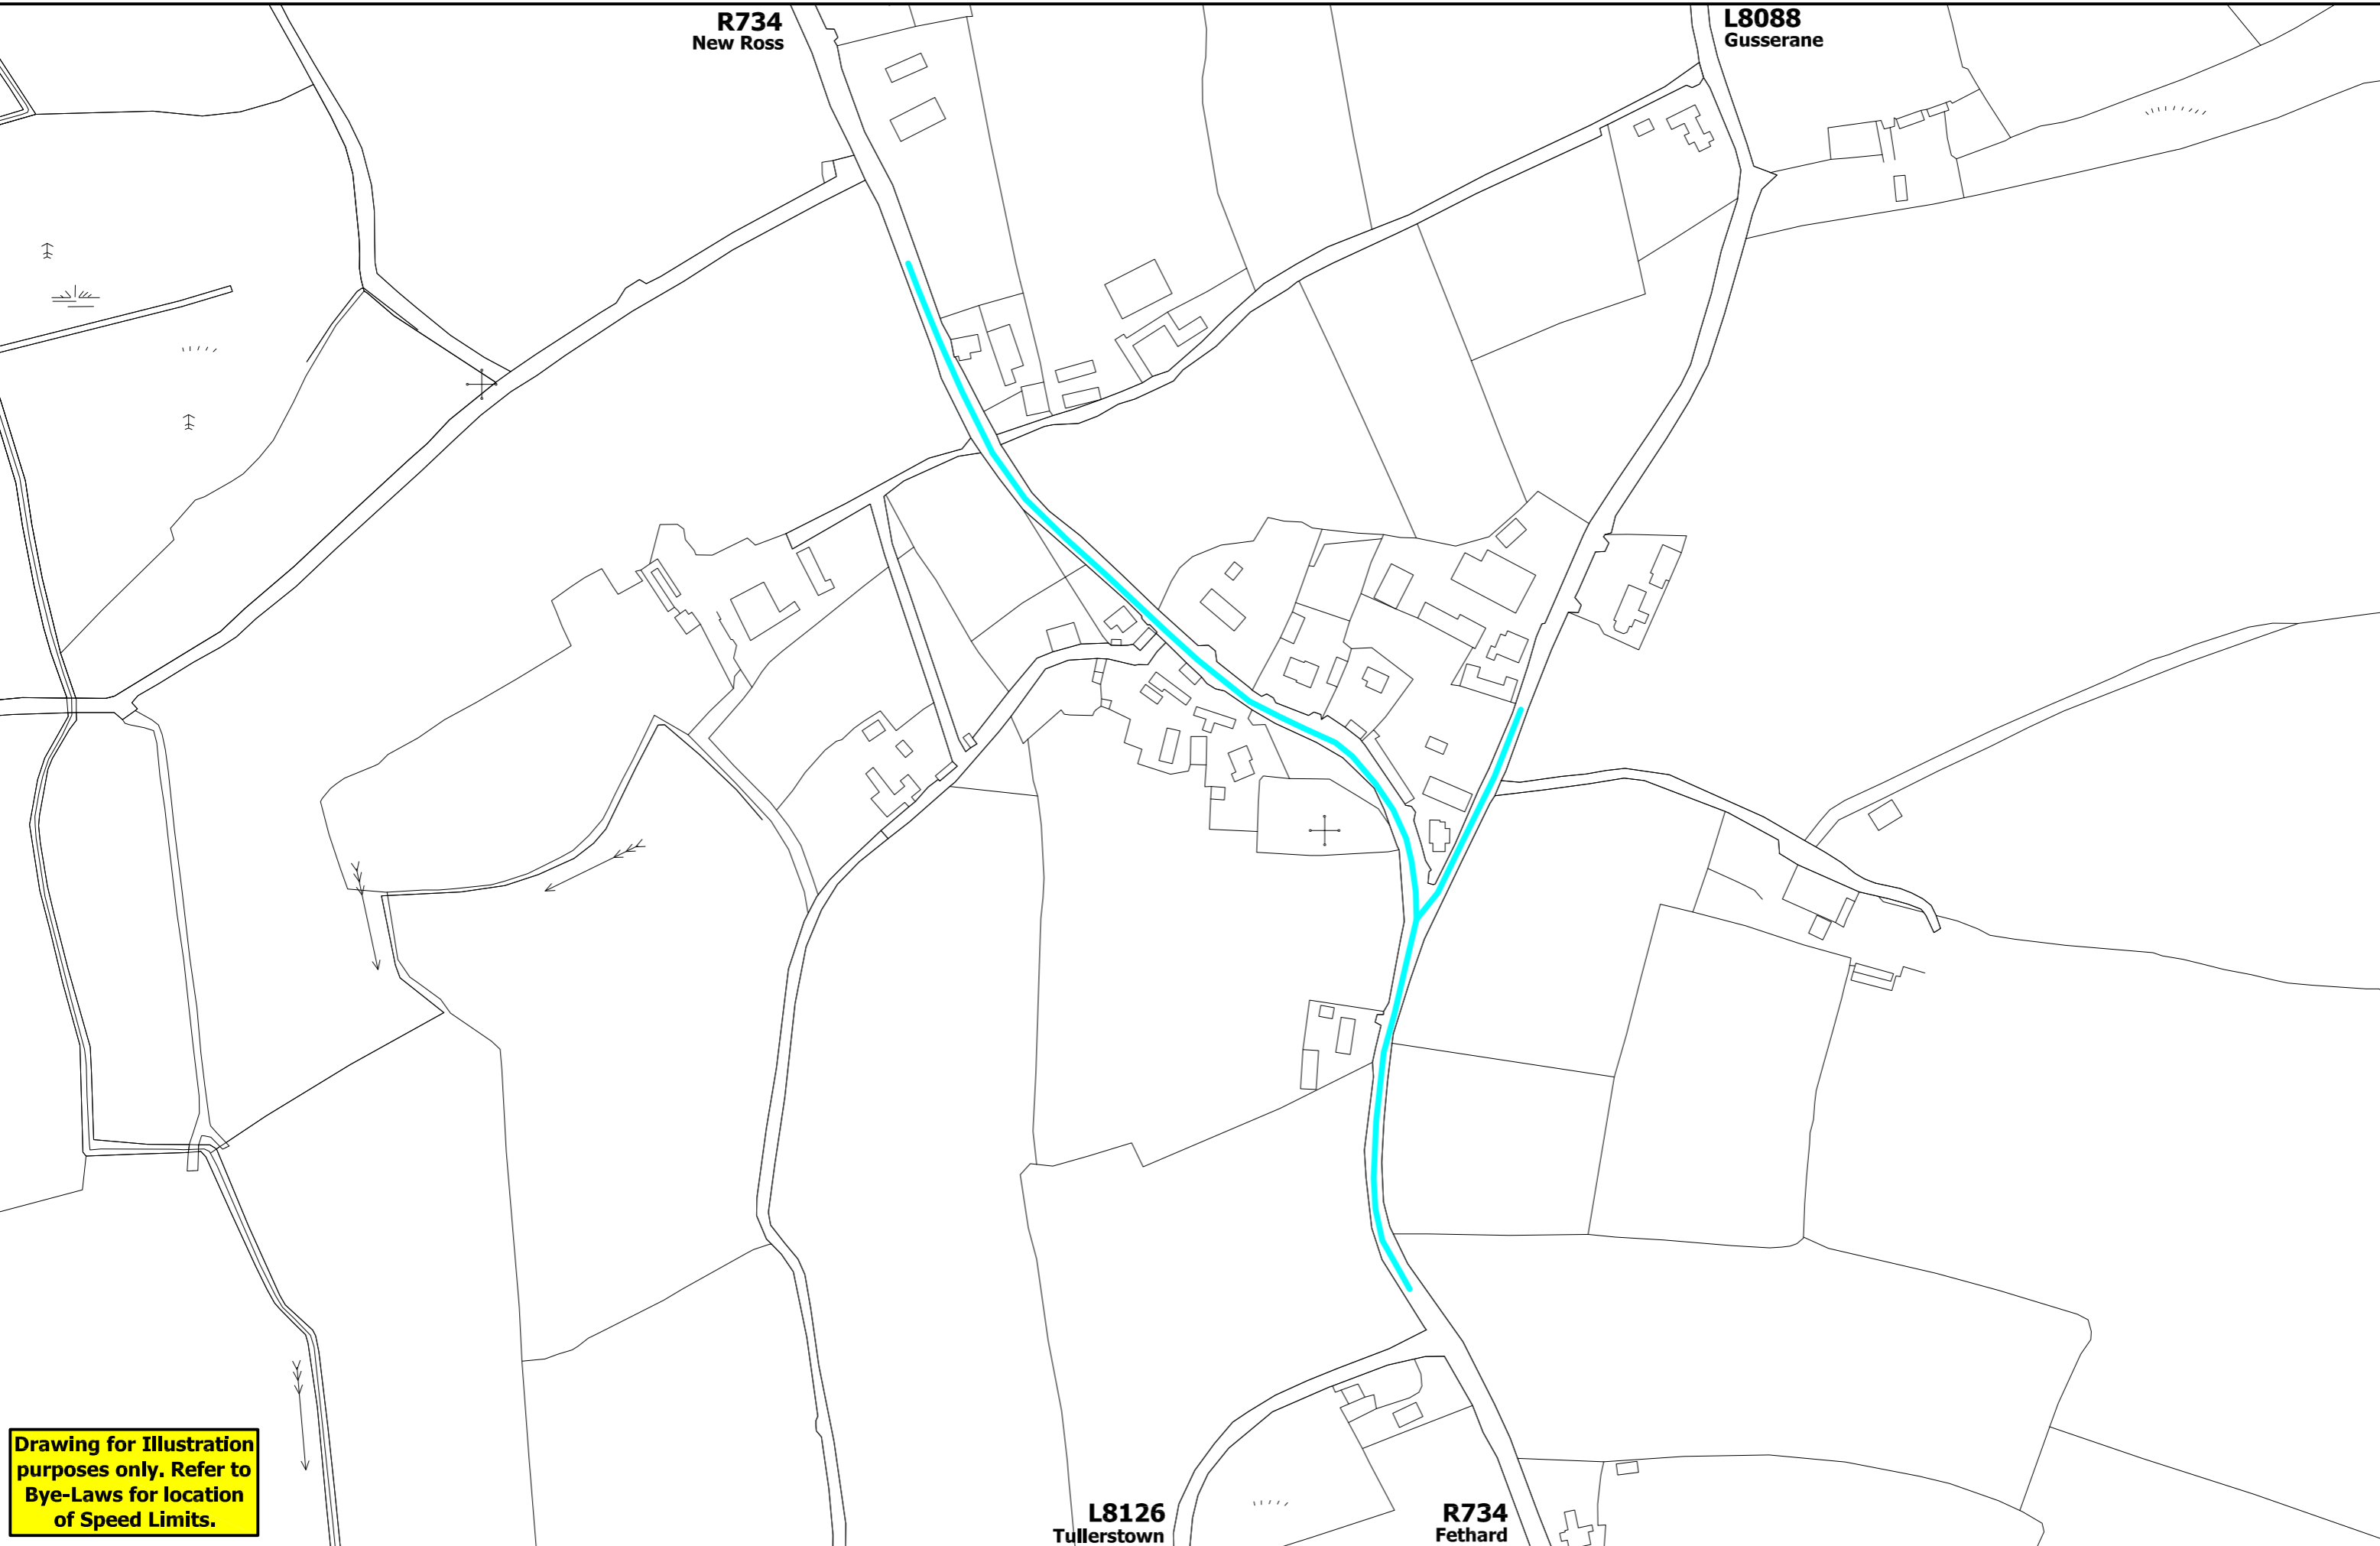 R734
New Ross
L8088
Gusserane
Drawing for Illustration
purposes only. Refer to
Bye-Laws for location
of Speed Limits.
L8126
Tullerstown
R734
Fethard